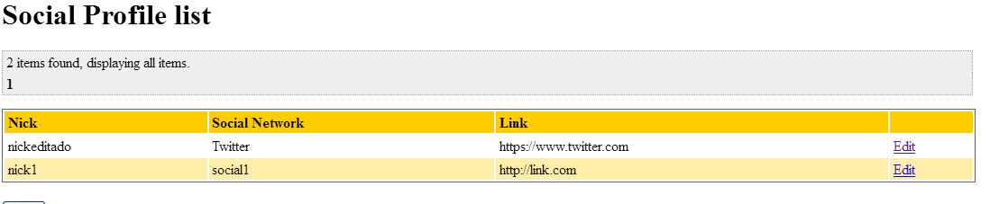 Social Profile list
2 items found, displaying all items.
1
Nick Social Network Link
nickeditado Twitter https://www.twitter.com Edit
nick1 social1 http://link.com Edit